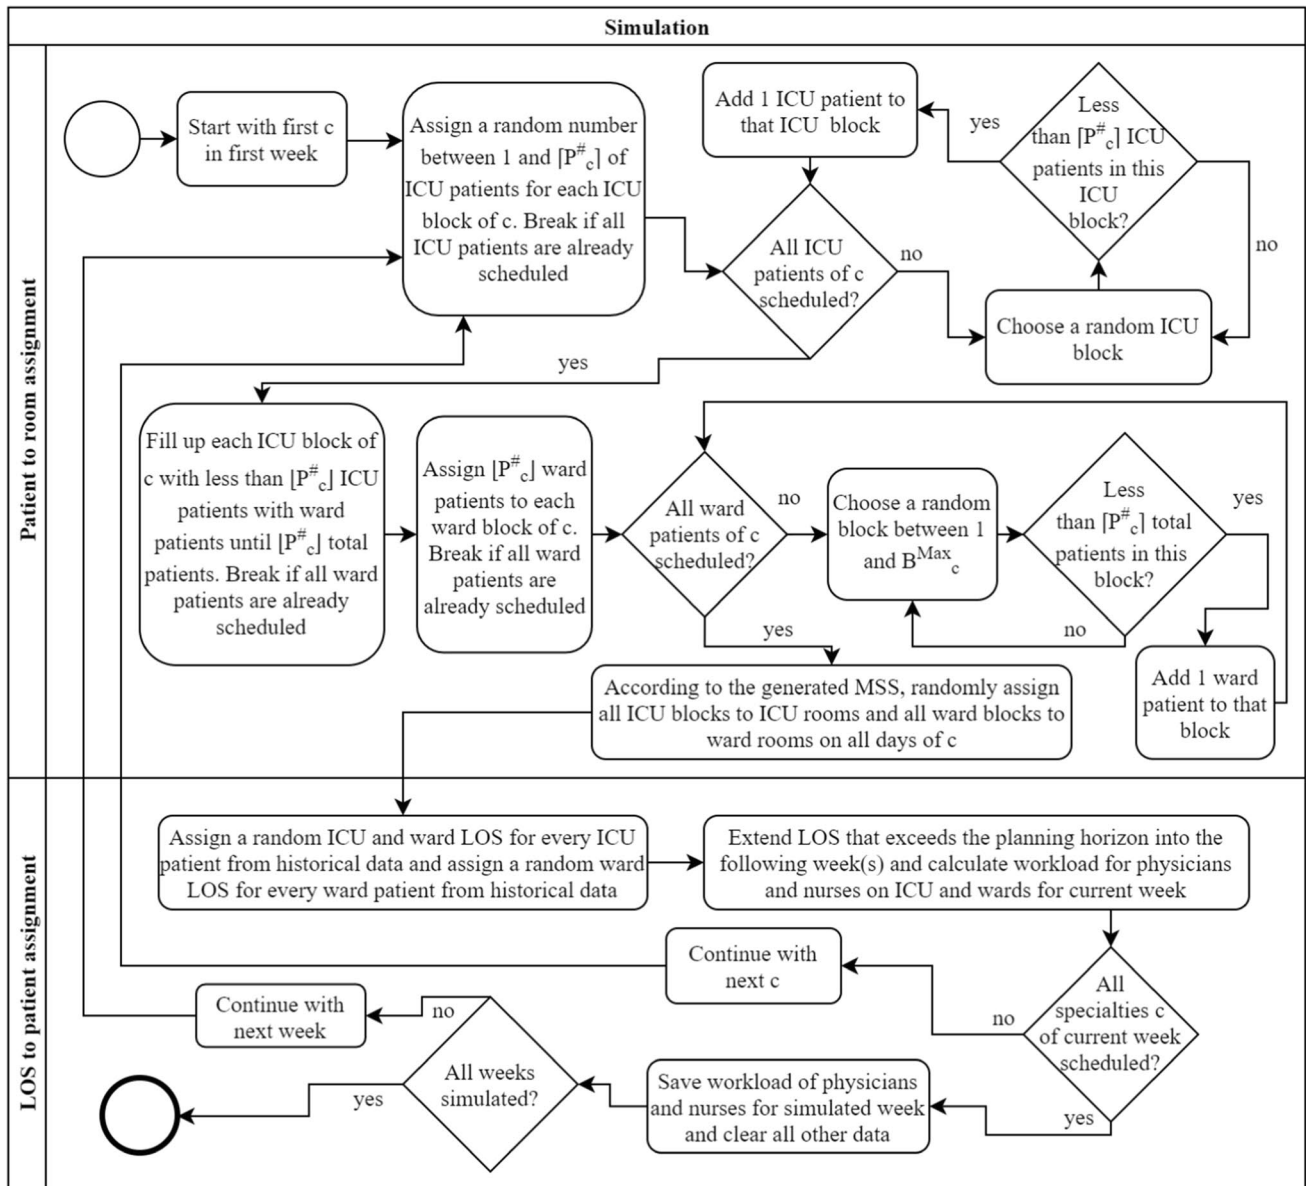 Simulation
Patient to room assignment
Start with first c
in first week
Assign a random number
between 1 and ⌈P#c⌉ of
ICU patients for each ICU
block of c. Break if all
ICU patients are already
scheduled
Add 1 ICU patient to
that ICU block
Less
than ⌈P#c⌉ ICU
patients in this
ICU
block?
yes
no
All ICU
patients of c
scheduled?
no
Choose a random ICU
block
yes
Fill up each ICU block of
c with less than ⌊P#c⌋ ICU
patients with ward
patients until ⌊P#c⌋ total
patients. Break if all ward
patients are already
scheduled
Assign ⌊P#c⌋ ward
patients to each
ward block of c.
Break if all ward
patients are
already scheduled
All ward
patients of c
scheduled?
no
Choose a random
block between 1
and BMaxc
Less
than ⌈P#c⌉ total
patients in this
block?
yes
no
yes
Add 1 ward
patient to that
block
According to the generated MSS, randomly assign
all ICU blocks to ICU rooms and all ward blocks to
ward rooms on all days of c
LOS to patient assignment
Assign a random ICU and ward LOS for every ICU
patient from historical data and assign a random ward
LOS for every ward patient from historical data
Extend LOS that exceeds the planning horizon into the
following week(s) and calculate workload for physicians
and nurses on ICU and wards for current week
All
specialties c
of current week
scheduled?
no
Continue with
next c
yes
Save workload of physicians
and nurses for simulated week
and clear all other data
All weeks
simulated?
no
Continue with
next week
yes